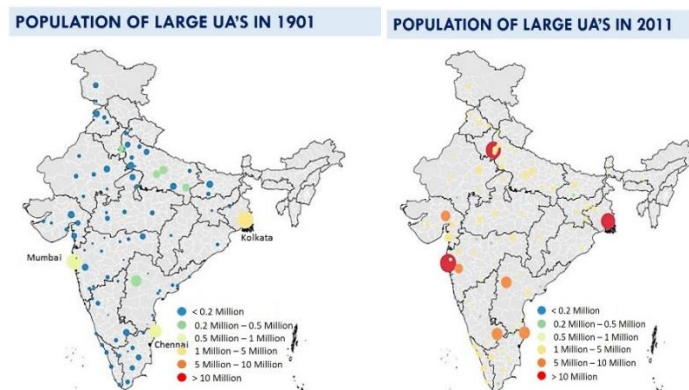 POPULATION OF LARGE UA'S IN 1901
Mumbai
Kolkata
Chennai
< 0.2 Million
0.2 Million – 0.5 Million
0.5 Million – 1 Million
1 Million – 5 Million
5 Million – 10 Million
> 10 Million
POPULATION OF LARGE UA'S IN 2011
< 0.2 Million
0.2 Million – 0.5 Million
0.5 Million – 1 Million
1 Million – 5 Million
5 Million – 10 Million
> 10 Million